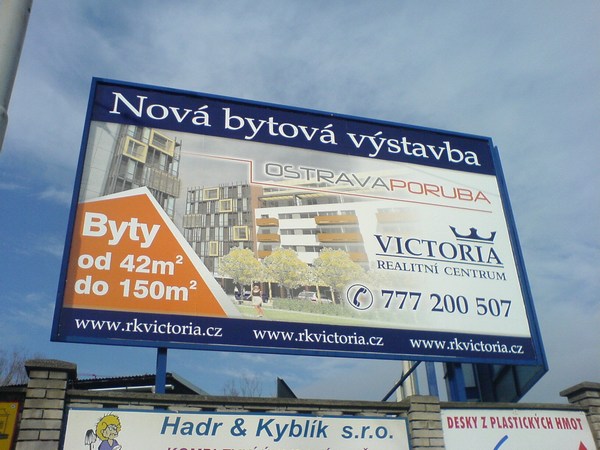 Nová bytová výstavba
OSTRAVAPORUBA
Byty
od 42m²
do 150m²
VICTORIA
REALITNÍ CENTRUM
777 200 507
www.rkvictoria.cz www.rkvictoria.cz www.rkvictoria.cz
Hadr & Kyblík s.r.o.
DESKY Z PLASTICKÝCH HMOT